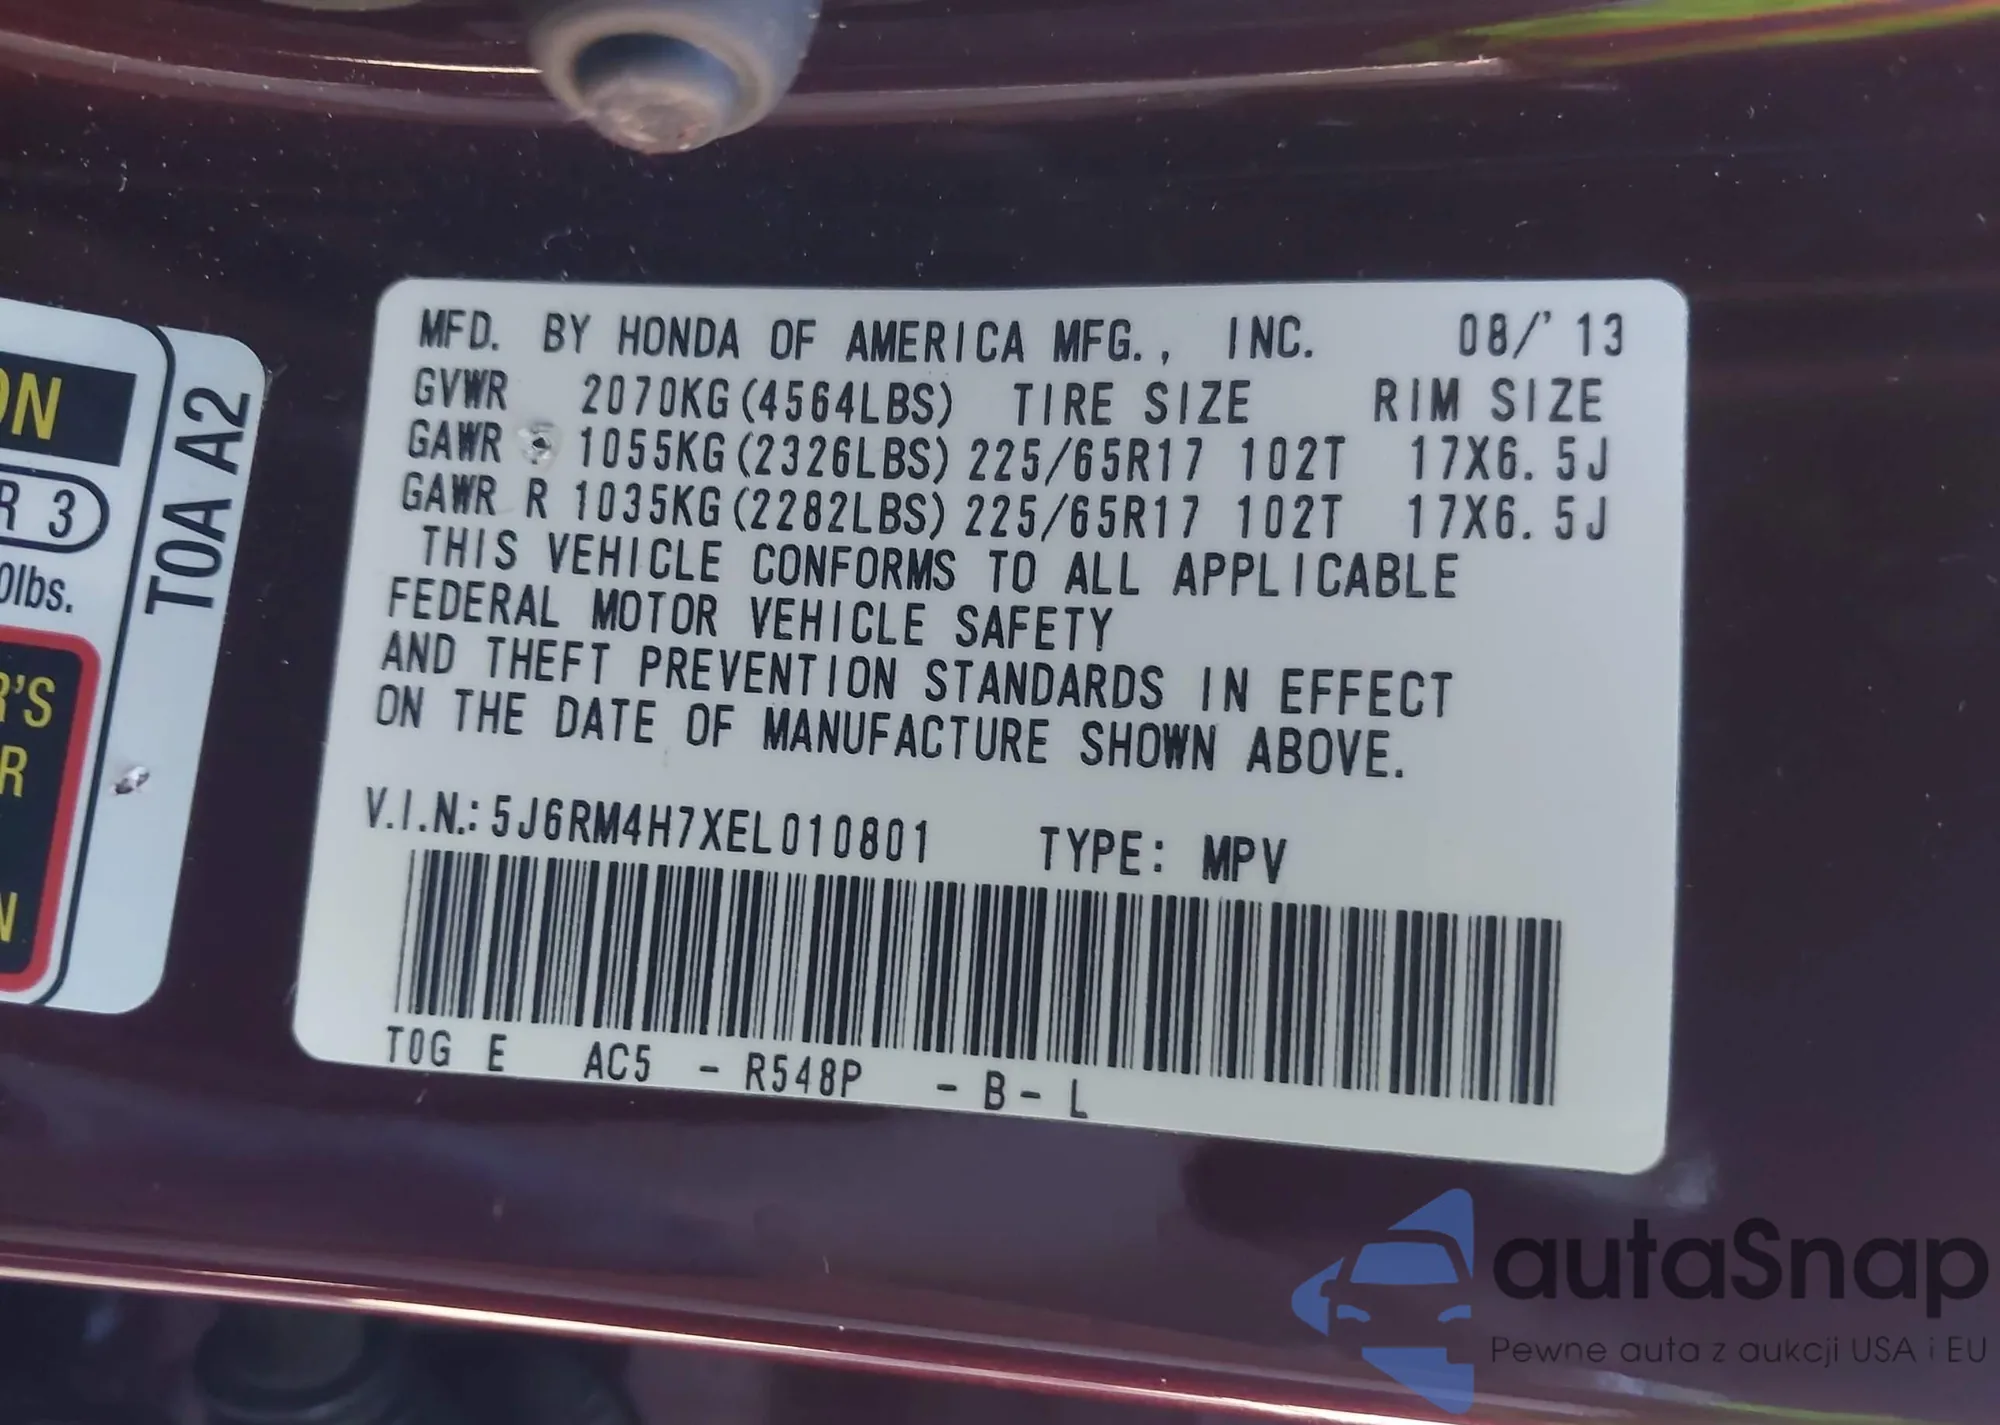 MFD. BY HONDA OF AMERICA MFG., INC. 08/'13
GVWR 2070KG(4564LBS) TIRE SIZE RIM SIZE
GAWR 1055KG(2326LBS) 225/65R17 102T 17X6.5J
GAWR R 1035KG(2282LBS) 225/65R17 102T 17X6.5J
THIS VEHICLE CONFORMS TO ALL APPLICABLE
FEDERAL MOTOR VEHICLE SAFETY
AND THEFT PREVENTION STANDARDS IN EFFECT
ON THE DATE OF MANUFACTURE SHOWN ABOVE.
V.I.N.: 5J6RM4H7XEL010801 TYPE: MPV
T0G E AC5 - R548P - B - L
ON
R 3
0lbs.
R'S
R
N
T0A A2
autaSnap
Pewne auta z aukcji USA i EU